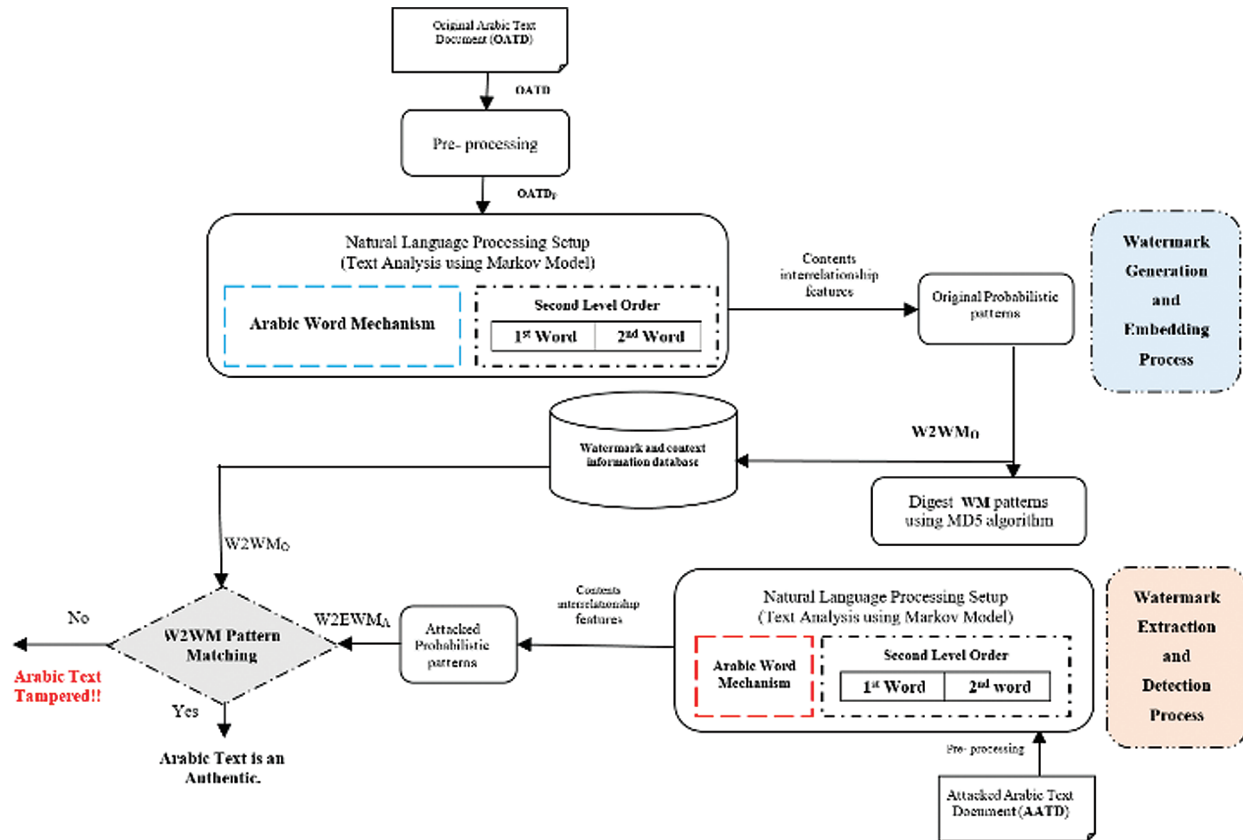 Original Arabic Text
Document (OATD)
OATD
Pre- processing
OATDP
Natural Language Processing Setup
(Text Analysis using Markov Model)
Arabic Word Mechanism
Second Level Order
1st Word
2nd Word
Contents
interrelationship
features
Original Probabilistic
patterns
Watermark
Generation
and
Embedding
Process
W2WMO
Watermark and context
information database
Digest WM patterns
using MD5 algorithm
W2WMO
W2WM Pattern
Matching
No
Arabic Text
Tampered!!
Yes
Arabic Text is an
Authentic.
W2EWMA
Attacked
Probabilistic
patterns
Contents
interrelationship
features
Natural Language Processing Setup
(Text Analysis using Markov Model)
Arabic Word
Mechanism
Second Level Order
1st Word
2nd word
Watermark
Extraction
and
Detection
Process
Pre- processing
Attacked Arabic Text
Document (AATD)